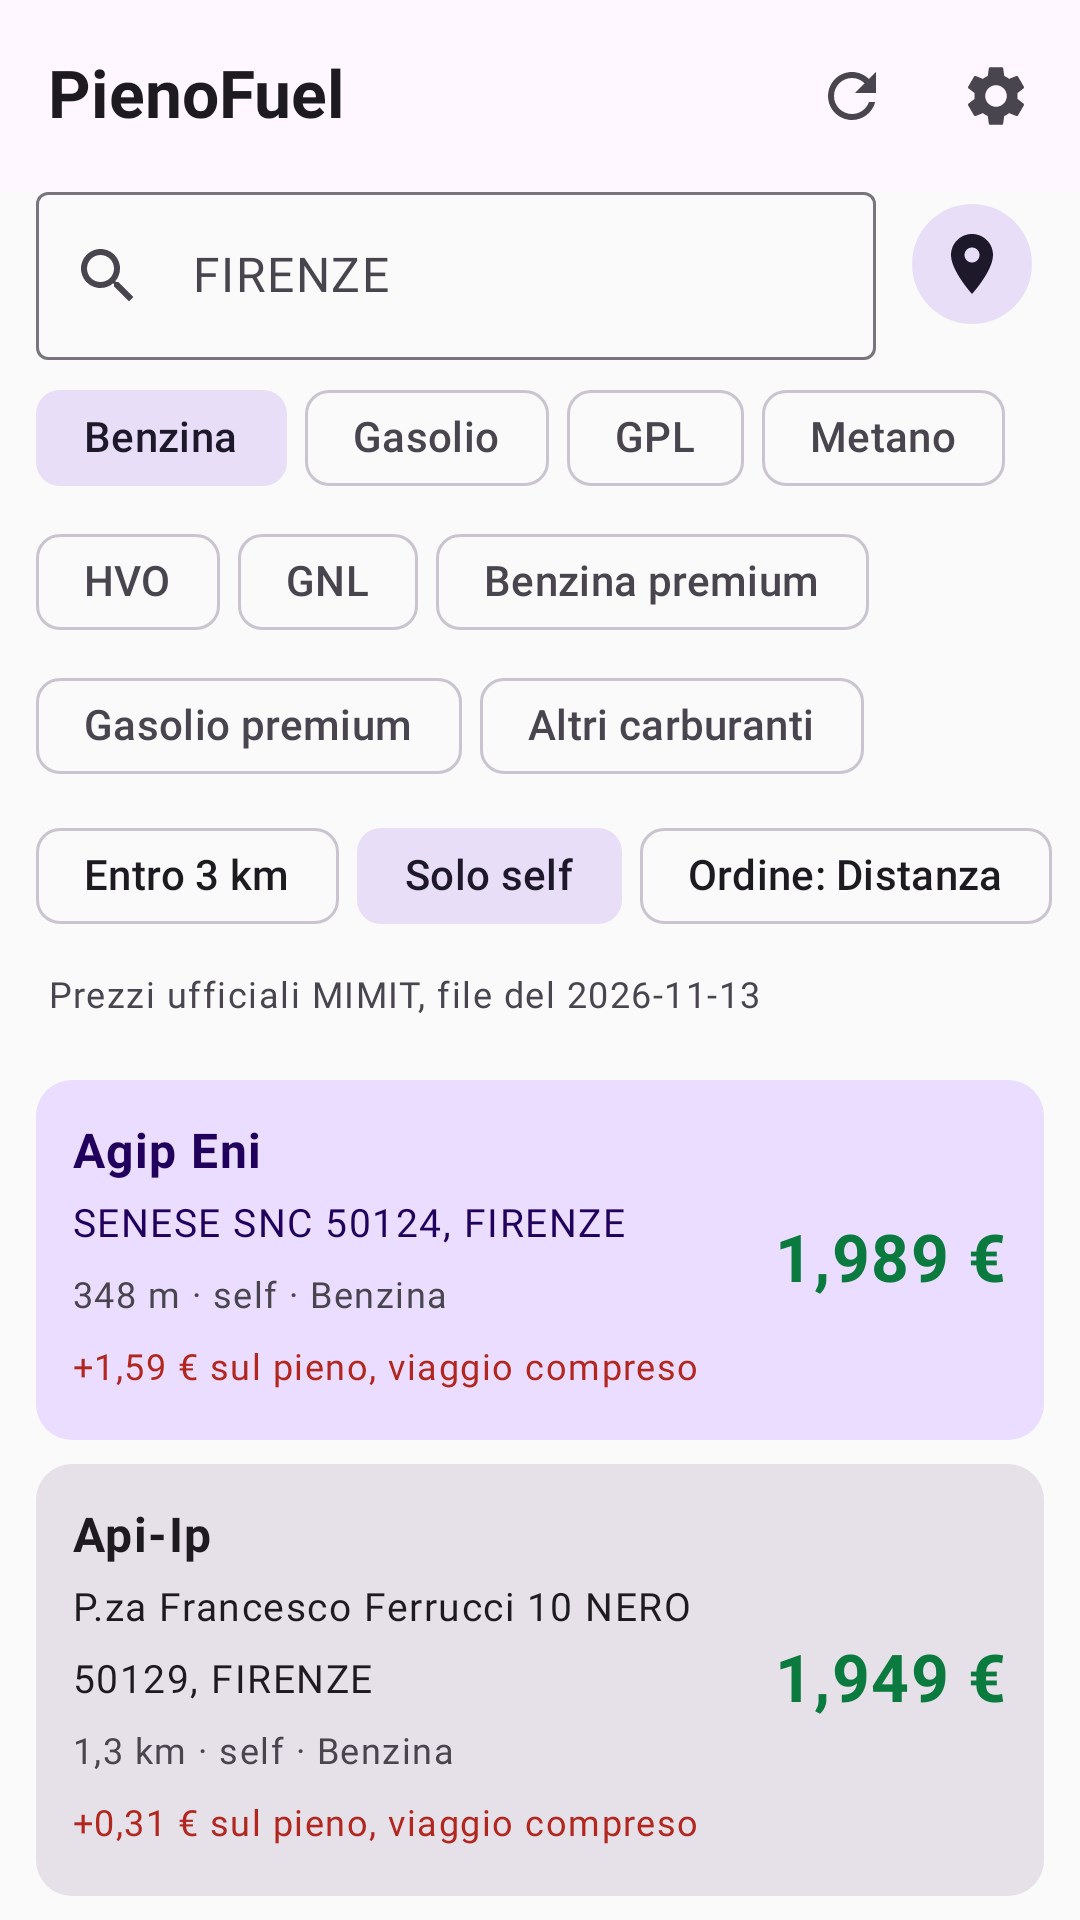 PienoFuel
FIRENZE
Benzina Gasolio GPL Metano
HVO GNL Benzina premium
Gasolio premium Altri carburanti
Entro 3 km Solo self Ordine: Distanza
Prezzi ufficiali MIMIT, file del 2026-11-13
Agip Eni
SENESE SNC 50124, FIRENZE
1,989 €
348 m · self · Benzina
+1,59 € sul pieno, viaggio compreso
Api-Ip
P.za Francesco Ferrucci 10 NERO
50129, FIRENZE
1,949 €
1,3 km · self · Benzina
+0,31 € sul pieno, viaggio compreso